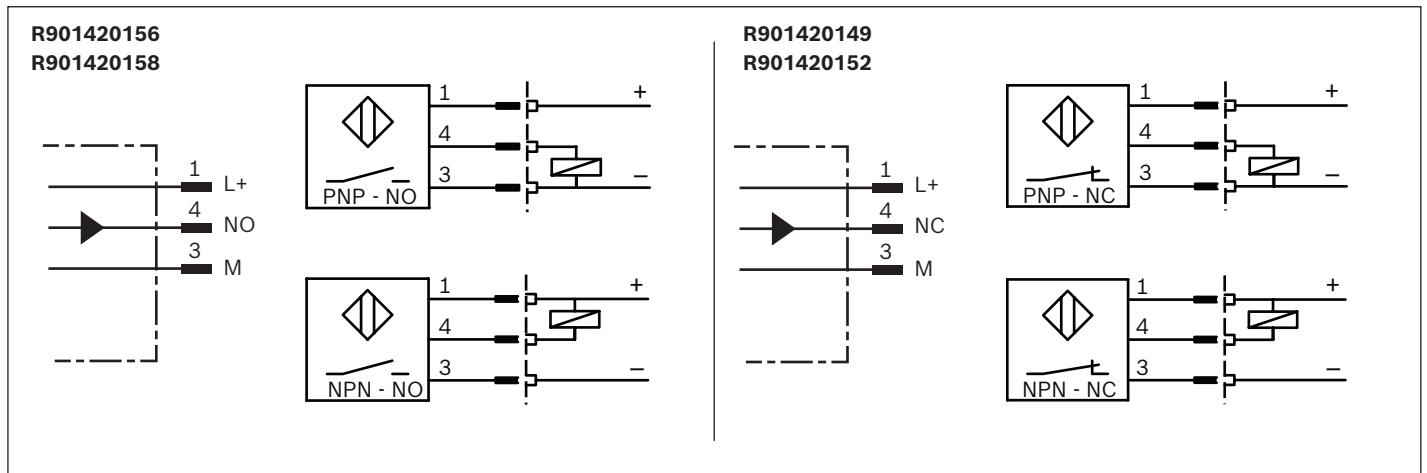 R901420156
R901420158
1 L+
4 NO
3 M
1 +
4
3 –
PNP - NO
1 +
4
3 –
NPN - NO
R901420149
R901420152
1 L+
4 NC
3 M
1 +
4
3 –
PNP - NC
1 +
4
3 –
NPN - NC